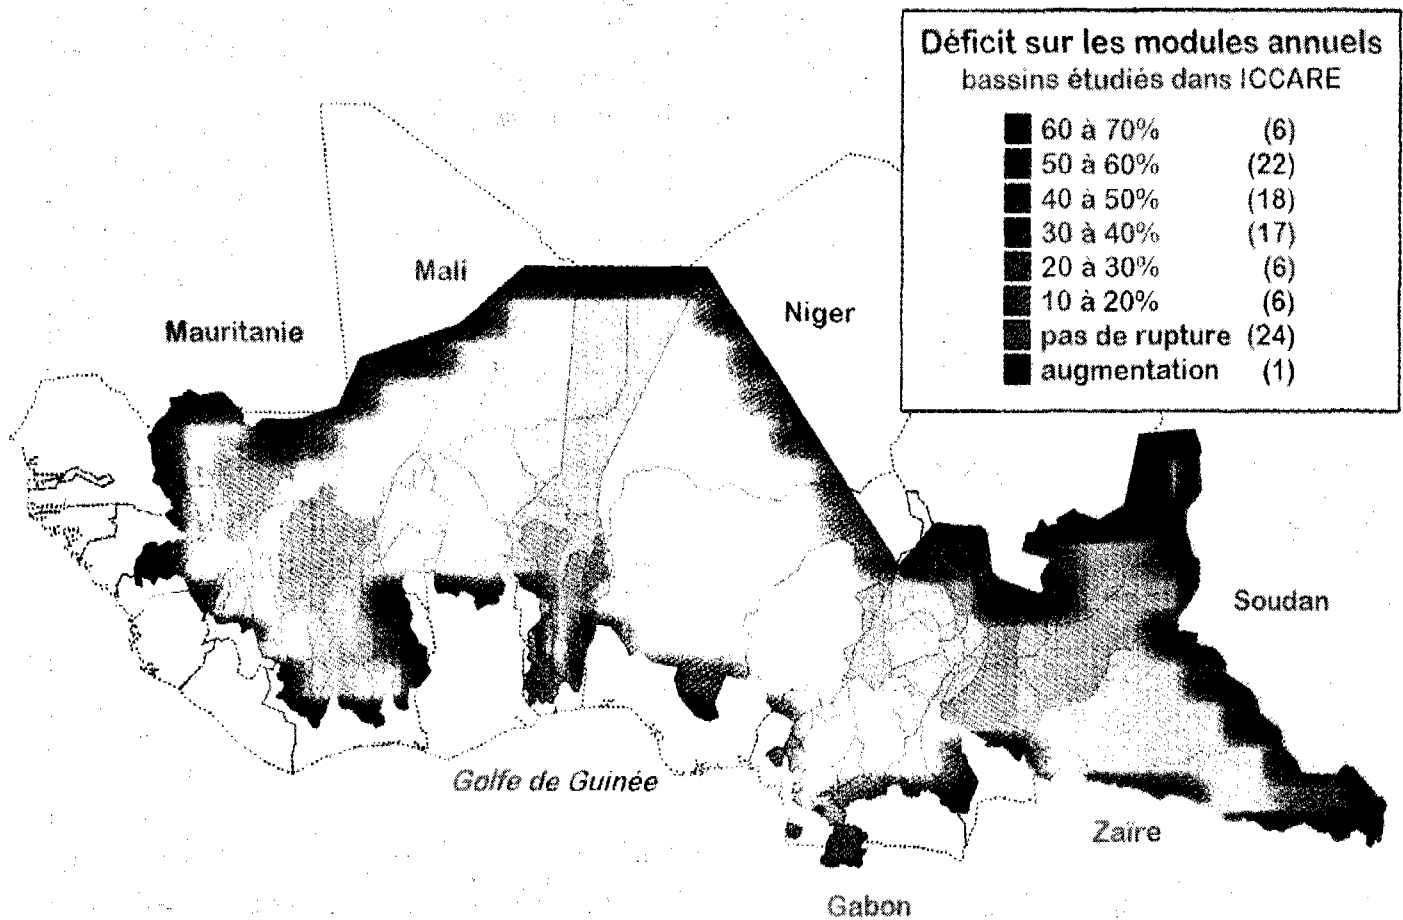 Déficit sur les modules annuels
bassins étudiés dans ICCARE
60 à 70% (6)
50 à 60% (22)
40 à 50% (18)
30 à 40% (17)
20 à 30% (6)
10 à 20% (6)
pas de rupture (24)
augmentation (1)
Mali
Niger
Mauritanie
Soudan
Golfe de Guinée
Zaïre
Gabon